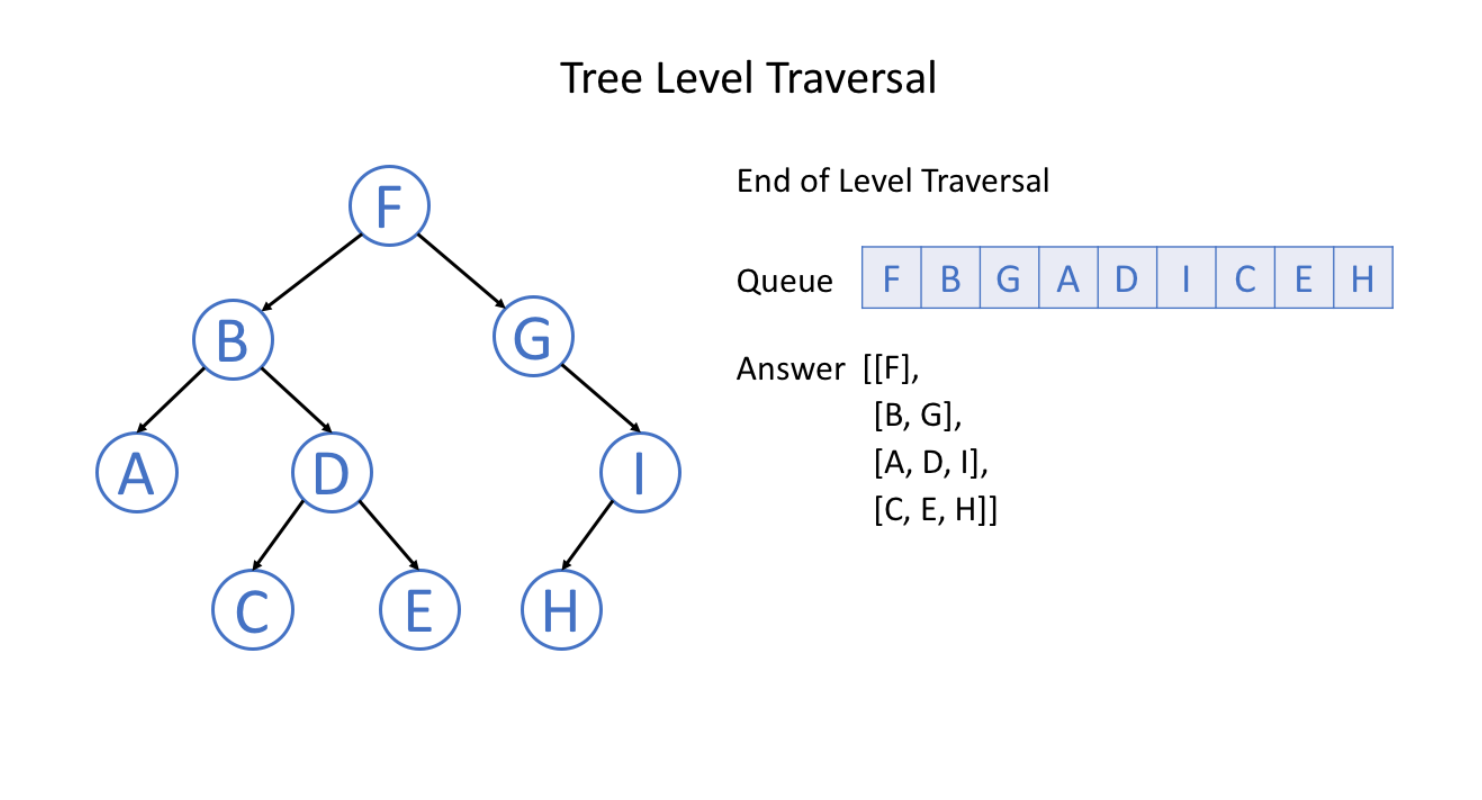 Tree Level Traversal
F
B G
A D I
C E H
End of Level Traversal
Queue F B G A D I C E H
Answer [[F],
[B, G],
[A, D, I],
[C, E, H]]